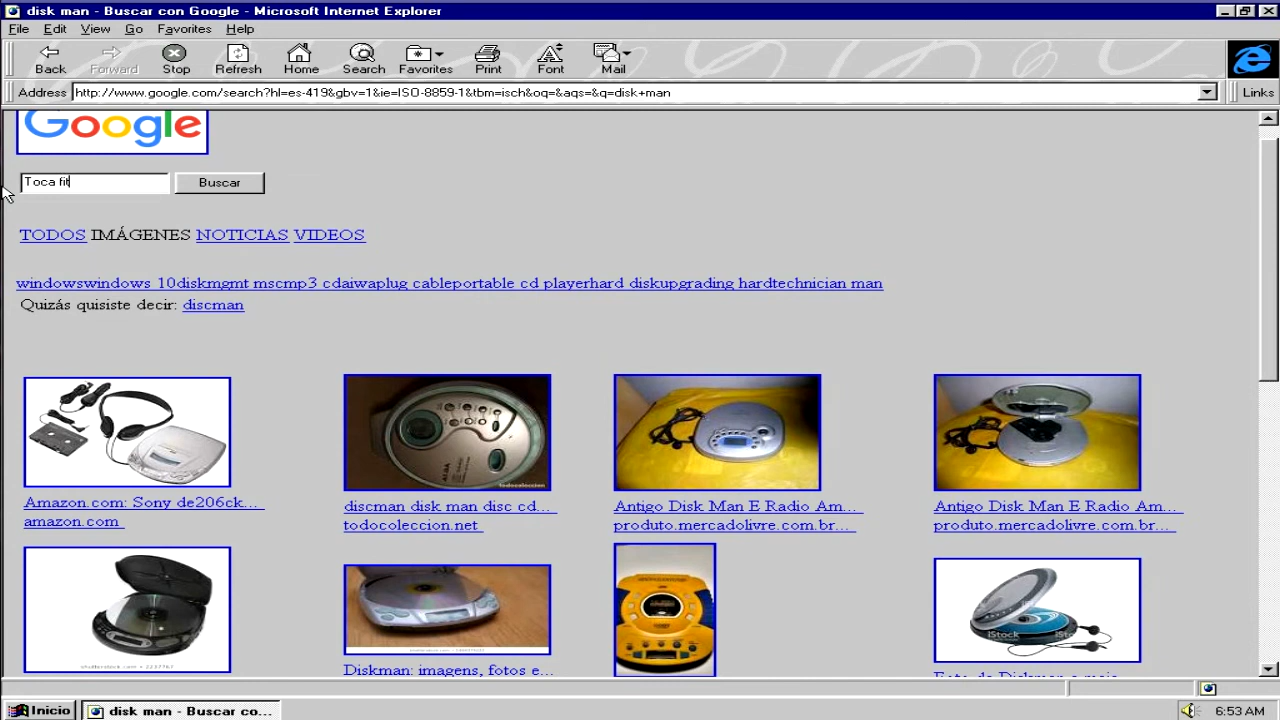 disk man - Buscar con Google - Microsoft Internet Explorer
File Edit View Go Favorites Help
Back Forward Stop Refresh Home Search Favorites Print Font Mail
Address http://www.google.com/search?hl=es-419&gbv=1&ie=ISO-8859-1&tbm=isch&oq=&aqs=&q=disk+man Links
Google
Toca fit Buscar
TODOS IMÁGENES NOTICIAS VIDEOS
windowswindows 10diskmgmt mscmp3 cdaiwaplug cableportable cd playerhard diskupgrading hardtechnician man
Quizás quisiste decir: discman
todocoleccion
Amazon.com: Sony de206ck...
amazon.com
discman disk man disc cd...
todocoleccion.net
Antigo Disk Man E Radio Am...
produto.mercadolivre.com.br...
Antigo Disk Man E Radio Am...
produto.mercadolivre.com.br...
iStock
iStock
Diskman: imagens, fotos e...
Inicio disk man - Buscar co... 6:53 AM